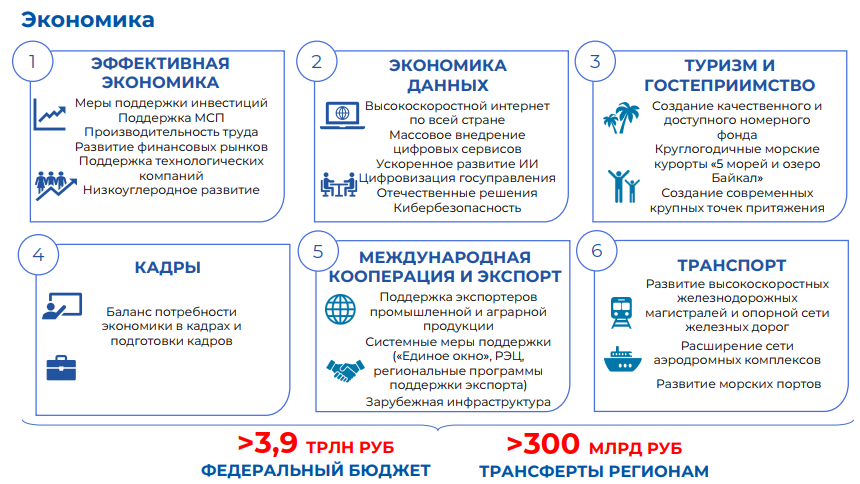 Экономика
1
ЭФФЕКТИВНАЯ
ЭКОНОМИКА
Меры поддержки инвестиций
Поддержка МСП
Производительность труда
Развитие финансовых рынков
Поддержка технологических
компаний
Низкоуглеродное развитие
2
ЭКОНОМИКА
ДАННЫХ
Высокоскоростной интернет
по всей стране
Массовое внедрение
цифровых сервисов
Ускоренное развитие ИИ
Цифровизация госуправления
Отечественные решения
Кибербезопасность
3
ТУРИЗМ И
ГОСТЕПРИИМСТВО
Создание качественного и
доступного номерного
фонда
Круглогодичные морские
курорты «5 морей и озеро
Байкал»
Создание современных
крупных точек притяжения
4
КАДРЫ
Баланс потребности
экономики в кадрах и
подготовки кадров
5
МЕЖДУНАРОДНАЯ
КООПЕРАЦИЯ И ЭКСПОРТ
Поддержка экспортеров
промышленной и аграрной
продукции
Системные меры поддержки
(«Единое окно», РЭЦ,
региональные программы
поддержки экспорта)
Зарубежная инфраструктура
6
ТРАНСПОРТ
Развитие высокоскоростных
железнодорожных
магистралей и опорной сети
железных дорог
Расширение сети
аэродромных комплексов
Развитие морских портов
>3,9 ТРЛН РУБ
ФЕДЕРАЛЬНЫЙ БЮДЖЕТ
>300 МЛРД РУБ
ТРАНСФЕРТЫ РЕГИОНАМ